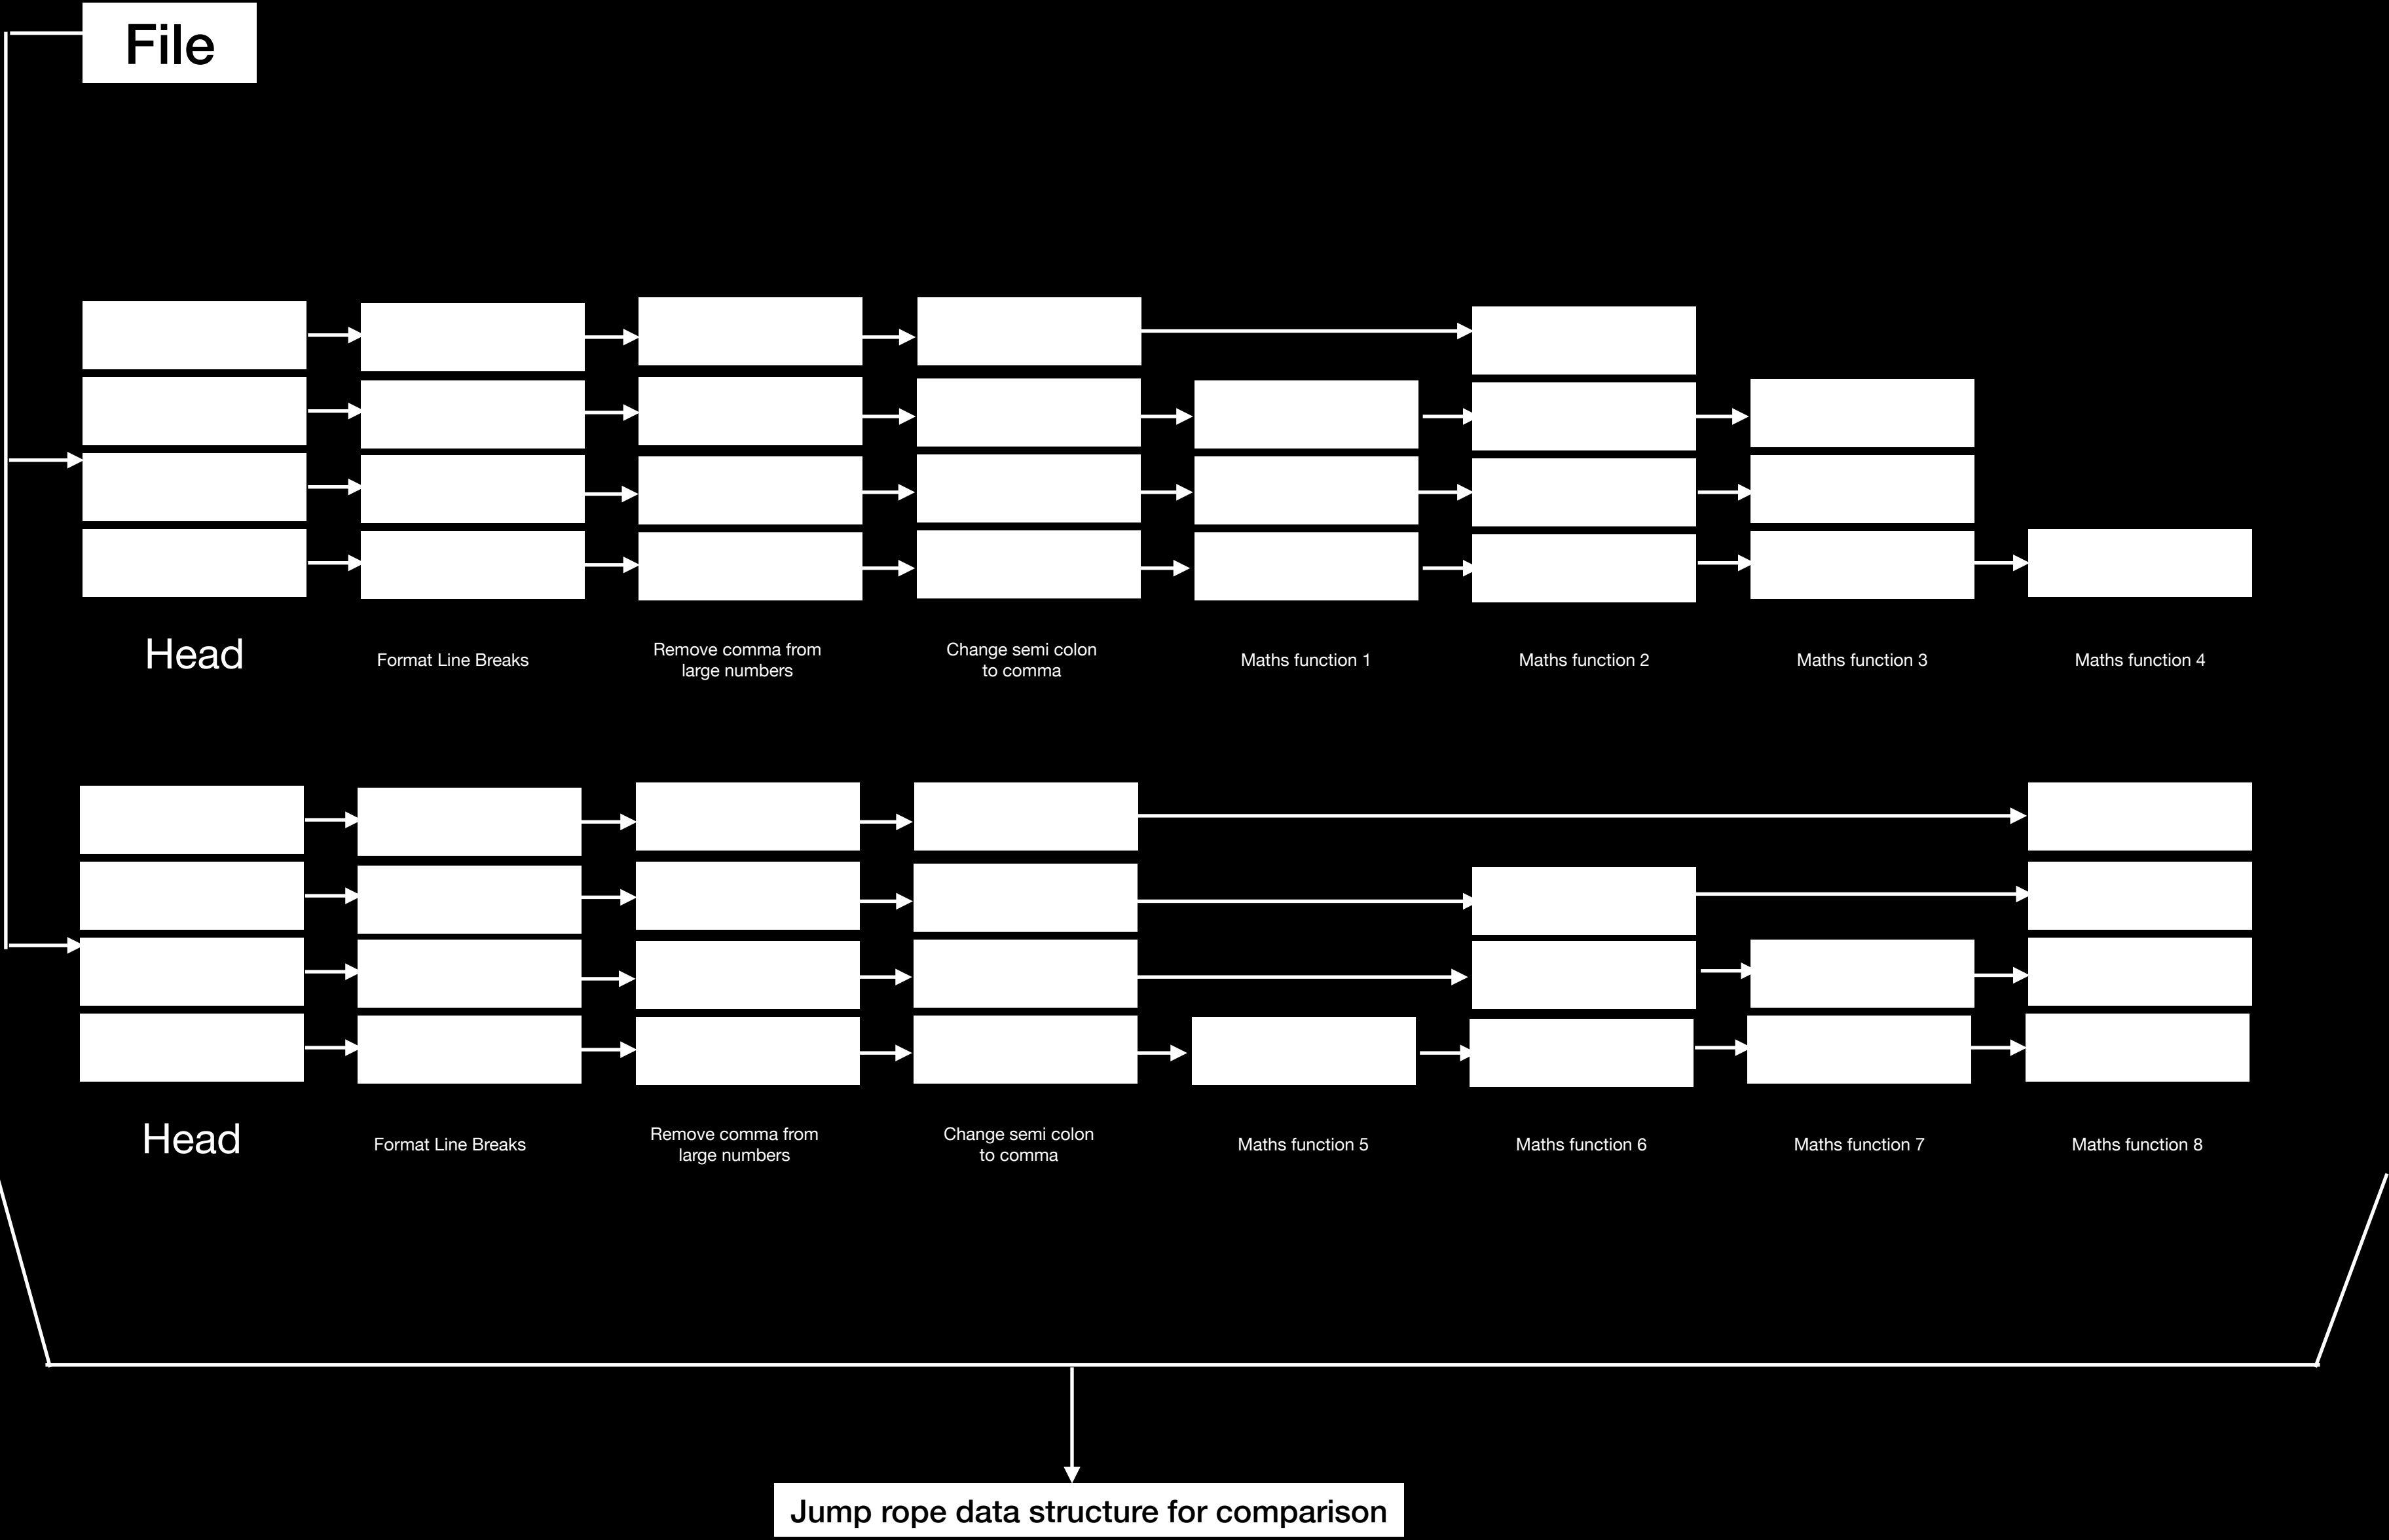 File
Head
Format Line Breaks
Remove comma from
large numbers
Change semi colon
to comma
Maths function 1
Maths function 2
Maths function 3
Maths function 4
Head
Format Line Breaks
Remove comma from
large numbers
Change semi colon
to comma
Maths function 5
Maths function 6
Maths function 7
Maths function 8
Jump rope data structure for comparison